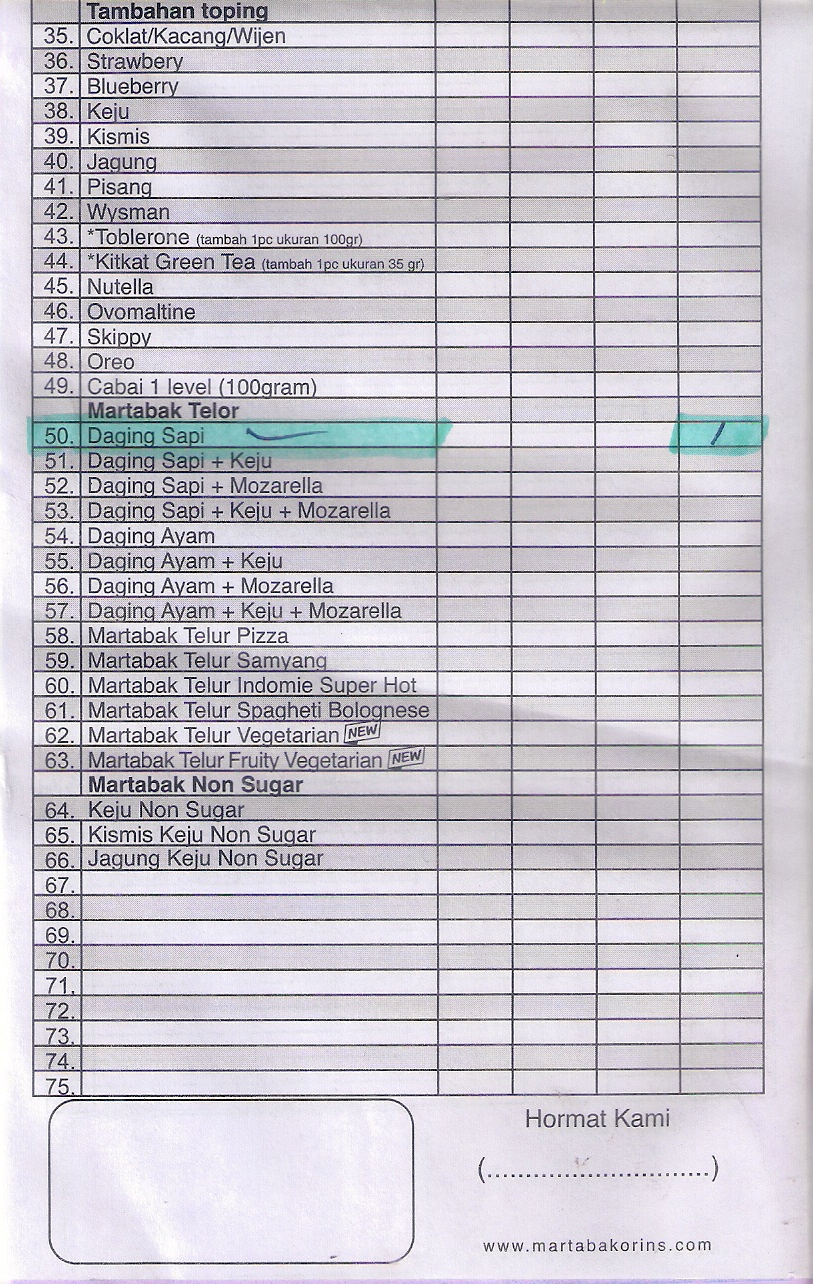 Tambahan toping
35. Coklat/Kacang/Wijen
36. Strawbery
37. Blueberry
38. Keju
39. Kismis
40. Jagung
41. Pisang
42. Wysman
43. *Toblerone (tambah 1pc ukuran 100gr)
44. *Kitkat Green Tea (tambah 1pc ukuran 35 gr)
45. Nutella
46. Ovomaltine
47. Skippy
48. Oreo
49. Cabai 1 level (100gram)
Martabak Telor
50. Daging Sapi ✓ 1
51. Daging Sapi + Keju
52. Daging Sapi + Mozarella
53. Daging Sapi + Keju + Mozarella
54. Daging Ayam
55. Daging Ayam + Keju
56. Daging Ayam + Mozarella
57. Daging Ayam + Keju + Mozarella
58. Martabak Telur Pizza
59. Martabak Telur Samyang
60. Martabak Telur Indomie Super Hot
61. Martabak Telur Spagheti Bolognese
62. Martabak Telur Vegetarian NEW
63. Martabak Telur Fruity Vegetarian NEW
Martabak Non Sugar
64. Keju Non Sugar
65. Kismis Keju Non Sugar
66. Jagung Keju Non Sugar
67.
68.
69.
70.
71.
72.
73.
74.
75.
Hormat Kami
(..............................)
www.martabakorins.com